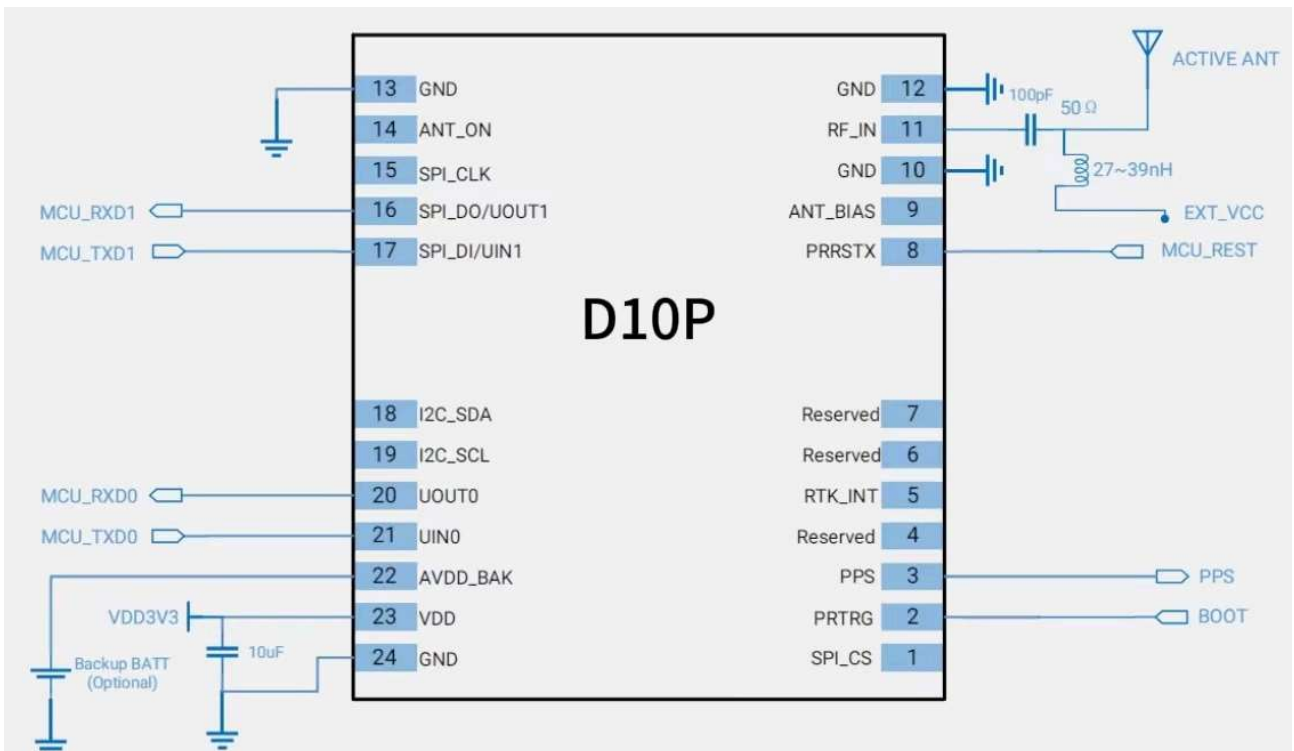 ACTIVE ANT
13 GND
GND 12
100pF
50Ω
14 ANT_ON
RF_IN 11
15 SPI_CLK
GND 10
27~39nH
MCU_RXD1
16 SPI_DO/UOUT1
ANT_BIAS 9
EXT_VCC
MCU_TXD1
17 SPI_DI/UIN1
PRRSTX 8
MCU_REST
D10P
18 I2C_SDA
Reserved 7
19 I2C_SCL
Reserved 6
MCU_RXD0
20 UOUT0
RTK_INT 5
MCU_TXD0
21 UIN0
Reserved 4
22 AVDD_BAK
PPS 3
PPS
VDD3V3
23 VDD
PRTRG 2
BOOT
10uF
24 GND
SPI_CS 1
Backup BATT
(Optional)